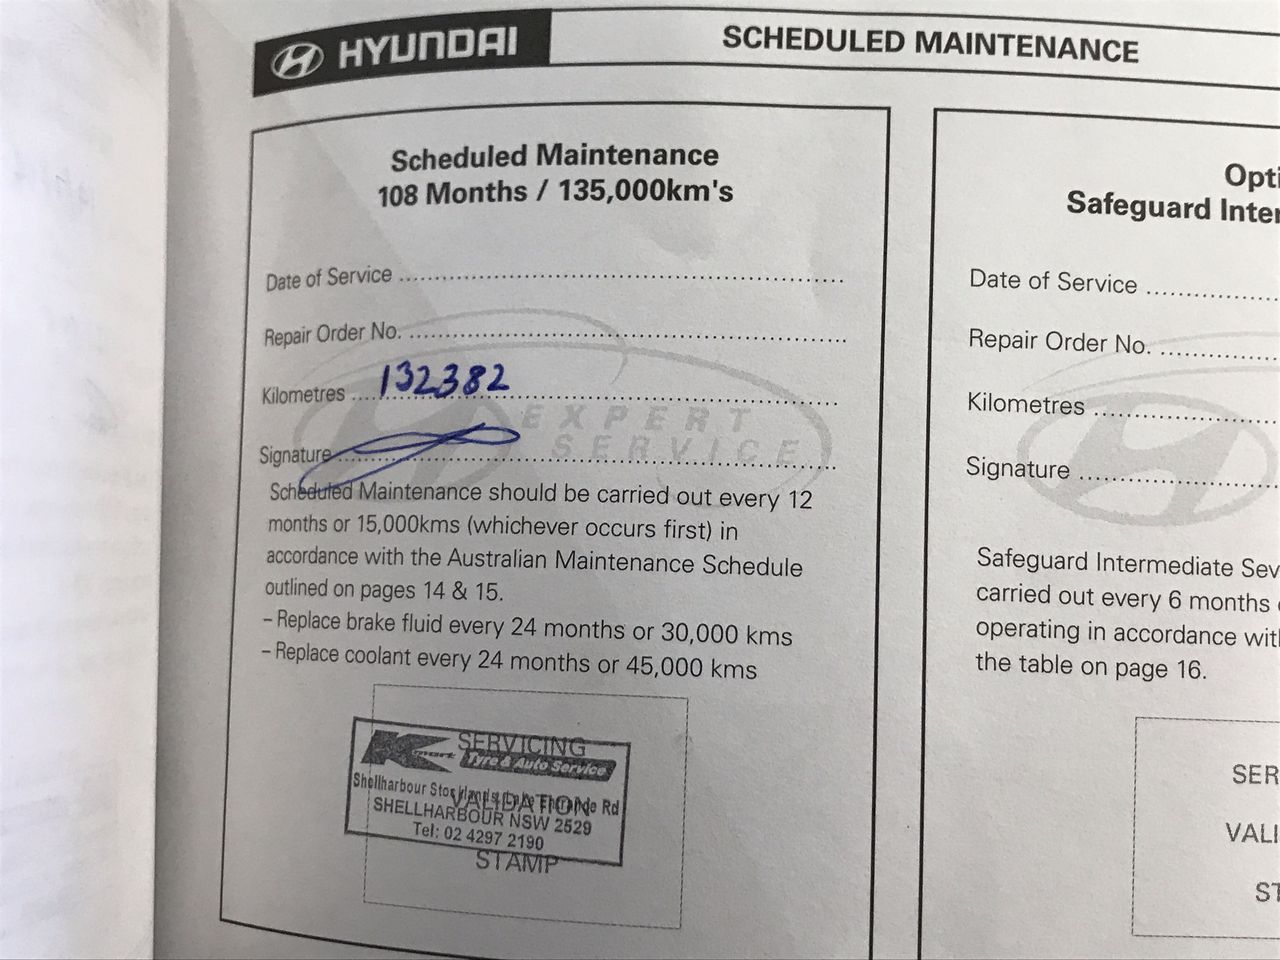 HYUNDAI
SCHEDULED MAINTENANCE
Scheduled Maintenance
108 Months / 135,000km's
Date of Service
Repair Order No.
Kilometres 132382
Signature
EXPERT
SERVICE
Scheduled Maintenance should be carried out every 12
months or 15,000kms (whichever occurs first) in
accordance with the Australian Maintenance Schedule
outlined on pages 14 & 15.
– Replace brake fluid every 24 months or 30,000 kms
– Replace coolant every 24 months or 45,000 kms
SERVICING
VALIDATION
STAMP
Kmart Tyre & Auto Service
Shellharbour Rd
SHELLHARBOUR NSW 2529
Tel: 02 4297 2190
Opti
Safeguard Inter
Date of Service
Repair Order No.
Kilometres
Signature
Safeguard Intermediate Sev
carried out every 6 months
operating in accordance with
the table on page 16.
SER
VALI
ST